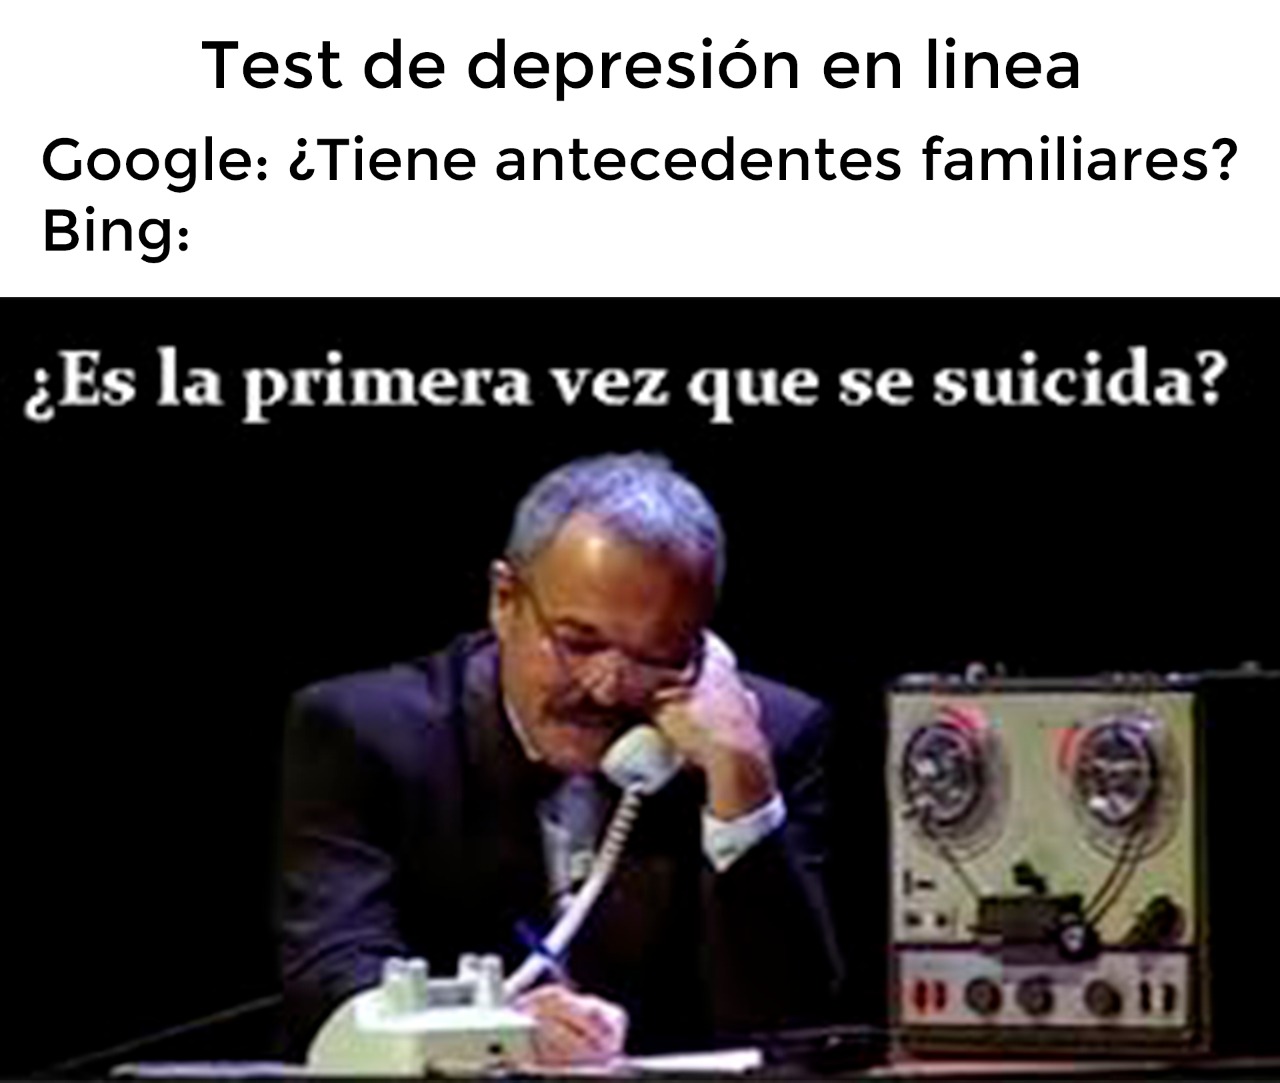 Test de depresión en linea
Google: ¿Tiene antecedentes familiares?
Bing:
¿Es la primera vez que se suicida?